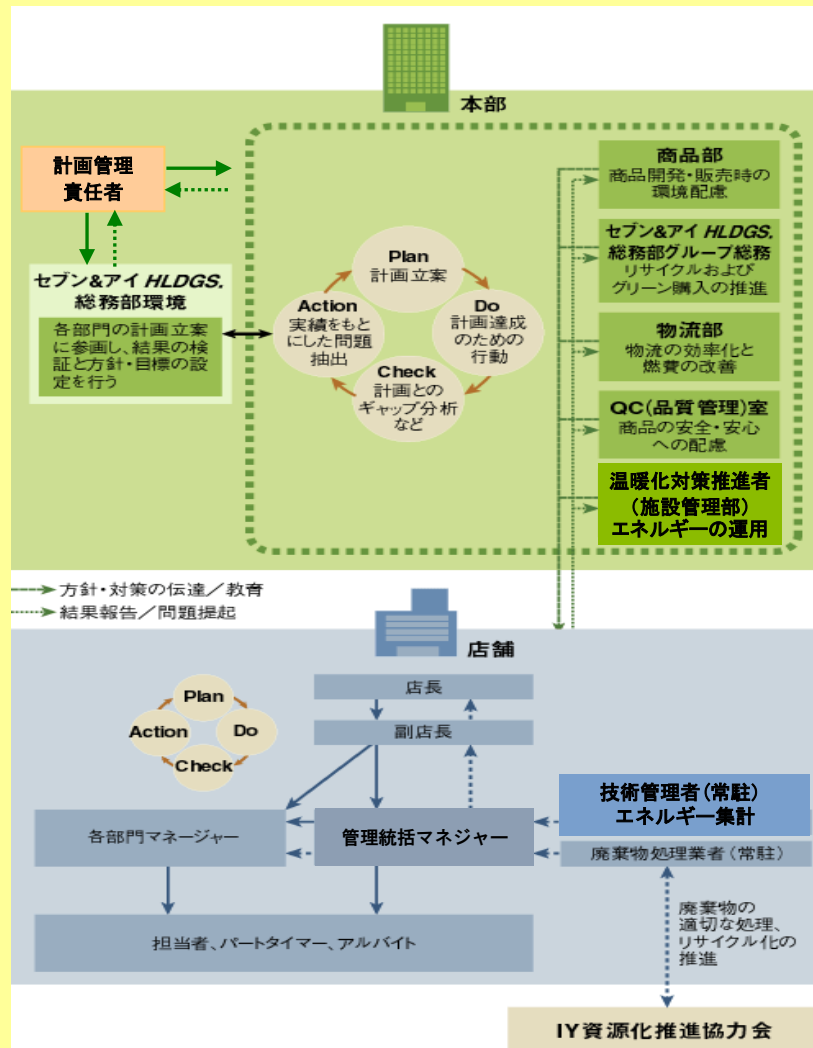 本部
計画管理
責任者
セブン&アイ HLDGS.
総務部環境
各部門の計画立案
に参画し、結果の検
証と方針・目標の設
定を行う
Plan
計画立案
Do
計画達成
のための
行動
Check
計画との
ギャップ分析
など
Action
実績をもと
にした問題
抽出
商品部
商品開発・販売時の
環境配慮
セブン&アイ HLDGS.
総務部グループ総務
リサイクルおよび
グリーン購入の推進
物流部
物流の効率化と
燃費の改善
QC(品質管理)室
商品の安全・安心
への配慮
温暖化対策推進者
(施設管理部)
エネルギーの運用
方針・対策の伝達/教育
結果報告/問題提起
店舗
Plan
Do
Check
Action
店長
副店長
各部門マネージャー
管理統括マネジャー
技術管理者(常駐)
エネルギー集計
廃棄物処理業者(常駐)
担当者、パートタイマー、アルバイト
廃棄物の
適切な処理、
リサイクル化の
推進
IY資源化推進協力会